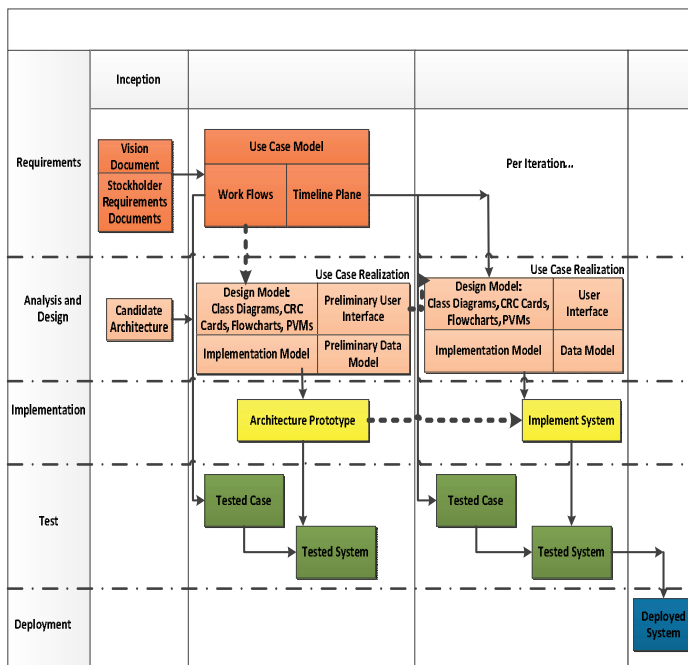 Inception
Requirements
Vision
Document
Stockholder
Requirements
Documents
Use Case Model
Work Flows
Timeline Plane
Per Iteration...
Analysis and
Design
Candidate
Architecture
Use Case Realization
Design Model:
Class Diagrams, CRC
Cards, Flowcharts, PVMs
Preliminary User
Interface
Implementation Model
Preliminary Data
Model
Use Case Realization
Design Model:
Class Diagrams, CRC Cards,
Flowcharts, PVMs
User
Interface
Implementation Model
Data Model
Implementation
Architecture Prototype
Implement System
Test
Tested Case
Tested System
Tested Case
Tested System
Deployment
Deployed
System